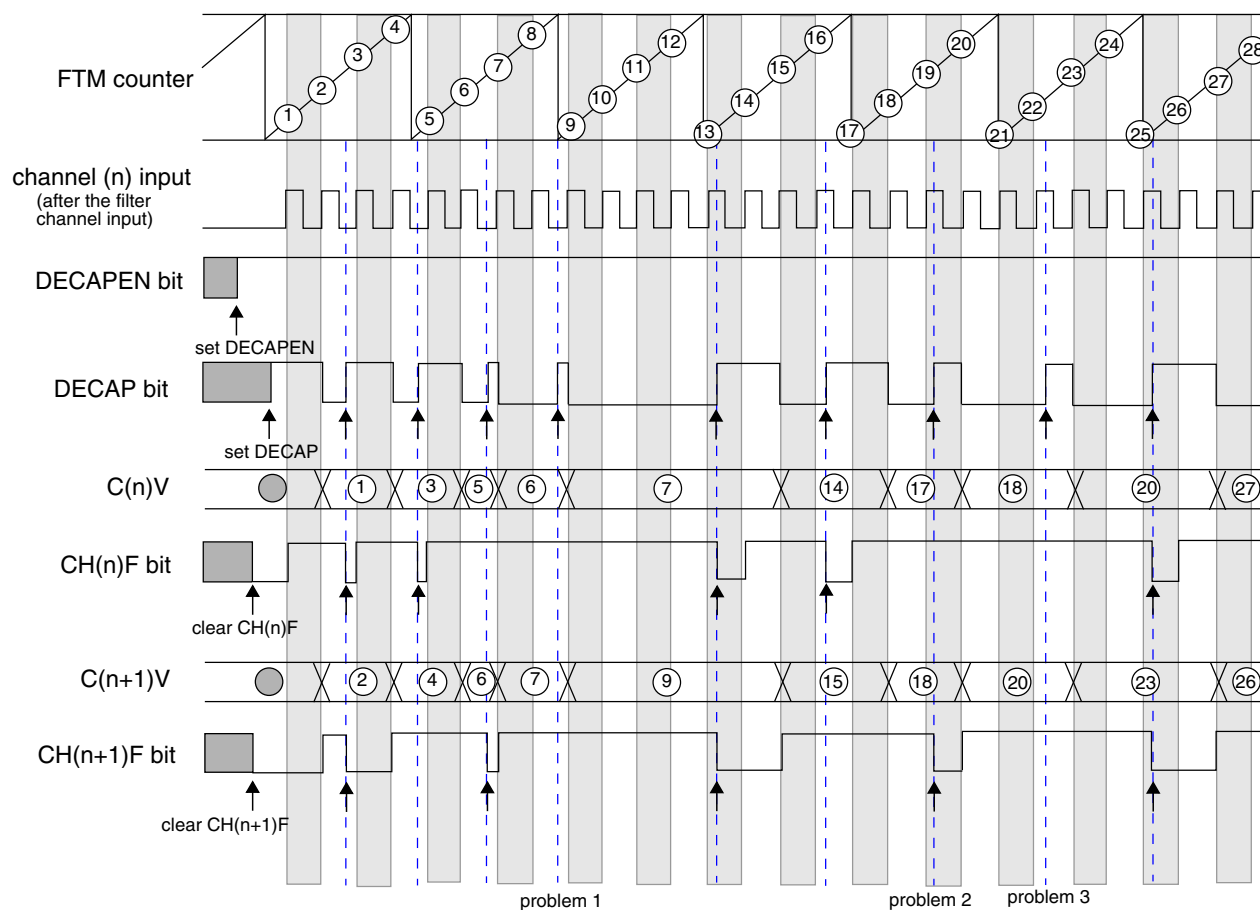 4 8 12 16 20 24 28
3 7 11 15 19 23 27
FTM counter
2 6 10 14 18 22 26
1 5 9 13 17 21 25
channel (n) input
(after the filter
channel input)
DECAPEN bit
set DECAPEN
DECAP bit
set DECAP
C(n)V 1 3 5 6 7 14 17 18 20 27
CH(n)F bit
clear CH(n)F
C(n+1)V 2 4 6 7 9 15 18 20 23 26
CH(n+1)F bit
clear CH(n+1)F
problem 1 problem 2 problem 3